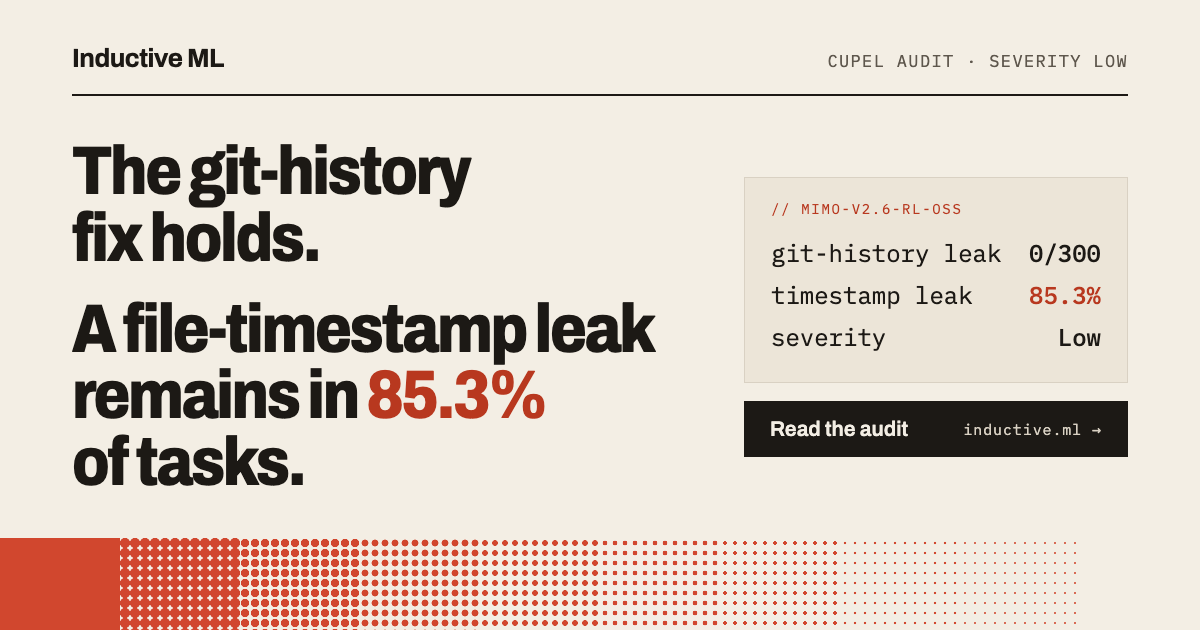 Inductive ML
CUPEL AUDIT · SEVERITY LOW
The git-history
fix holds.
A file-timestamp leak
remains in 85.3%
of tasks.
// MIMO-V2.6-RL-OSS
git-history leak 0/300
timestamp leak 85.3%
severity Low
Read the audit inductive.ml →